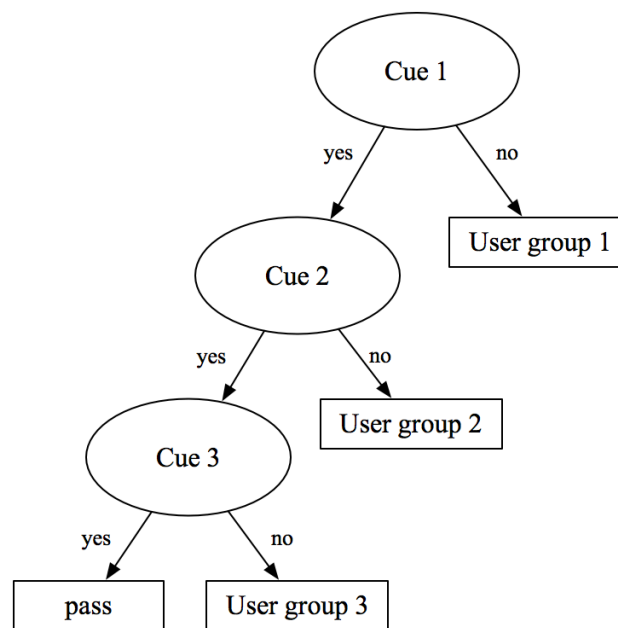 Cue 1
yes
no
User group 1
Cue 2
yes
no
User group 2
Cue 3
yes
no
pass
User group 3